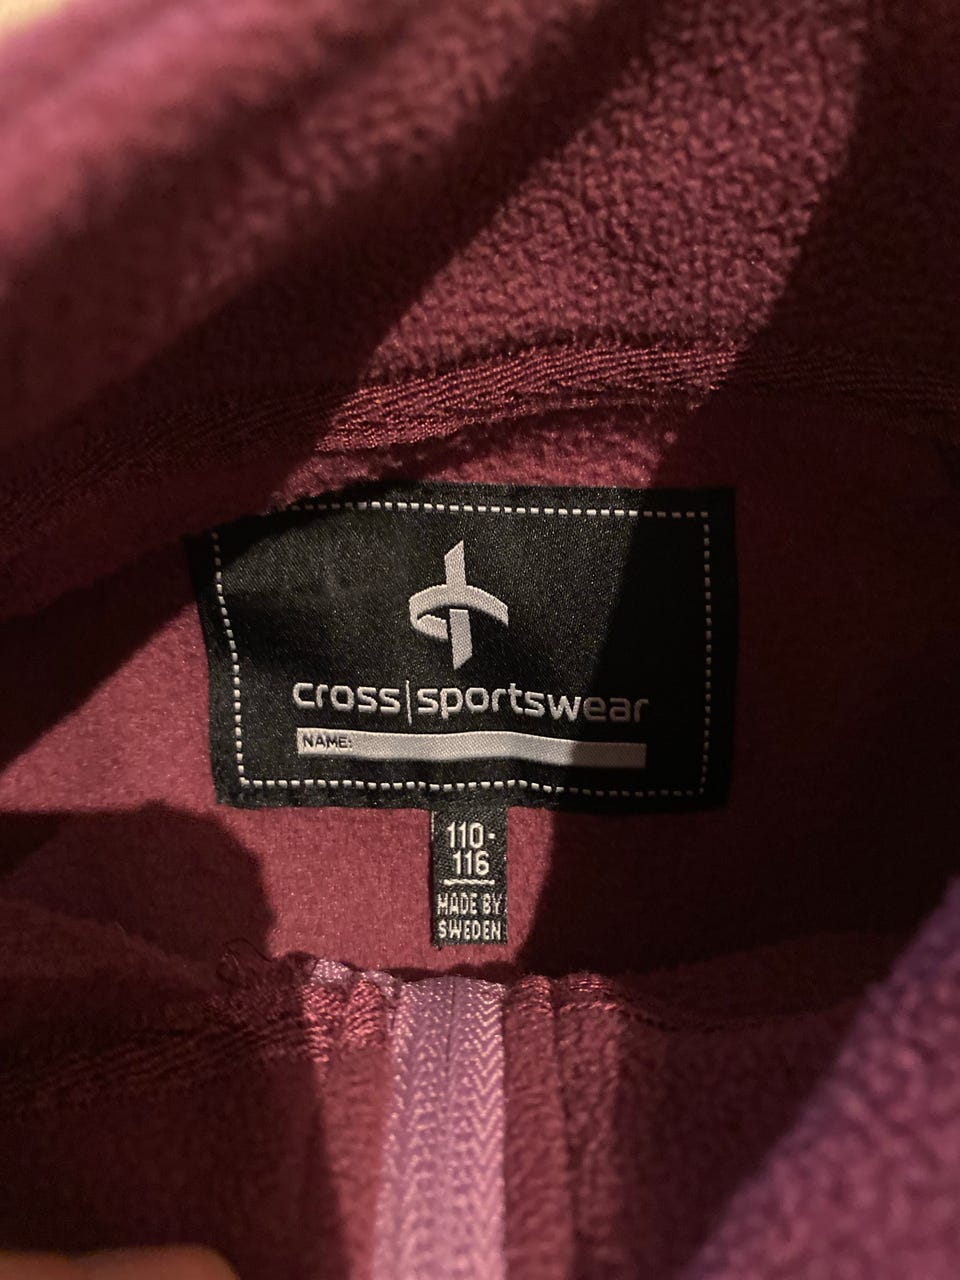 cross|sportswear
NAME:
110-
116
MADE BY
SWEDEN